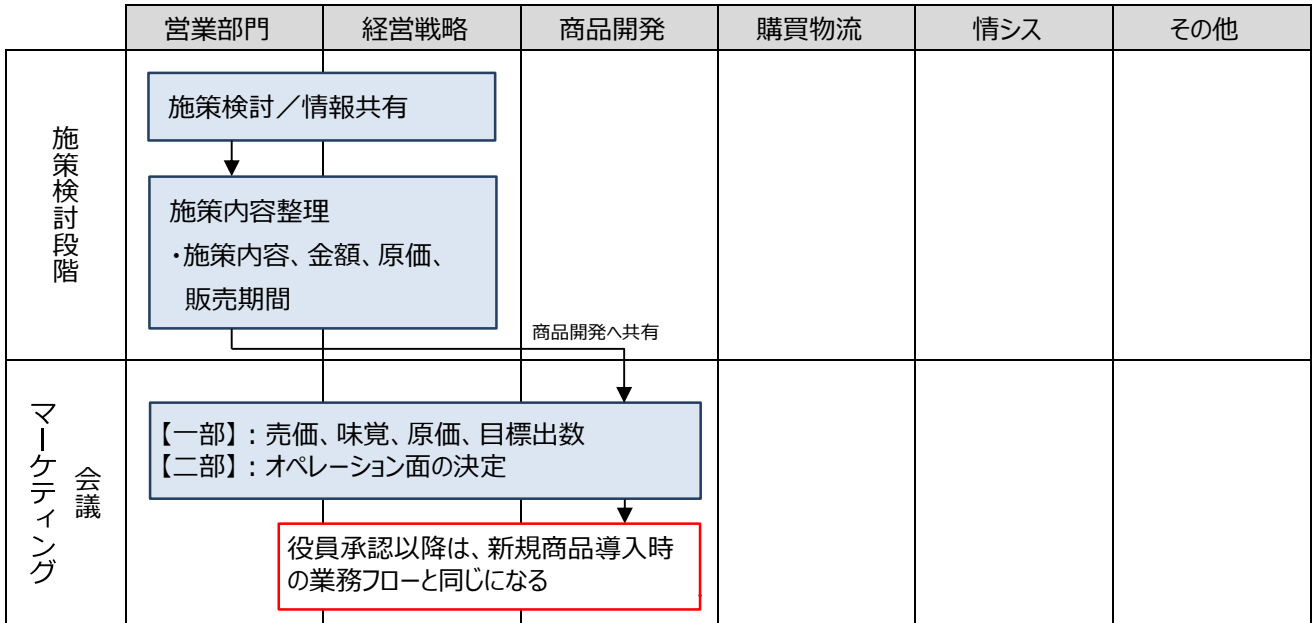 営業部門
経営戦略
商品開発
購買物流
情シス
その他
施策検討段階
施策検討／情報共有
施策内容整理
・施策内容、金額、原価、
販売期間
商品開発へ共有
マーケティング
会議
【一部】：売価、味覚、原価、目標出数
【二部】：オペレーション面の決定
役員承認以降は、新規商品導入時
の業務フローと同じになる